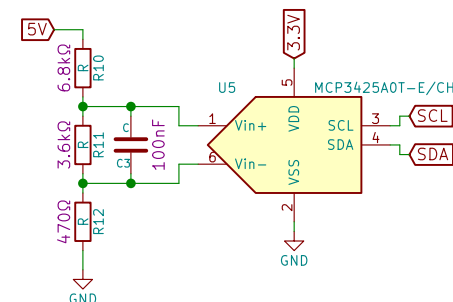 5V
6.8kΩ
R
R10
3.6kΩ
R
R11
470Ω
R
R12
GND
C
C3
100nF
U5
MCP3425A0T-E/CH
3.3V
5
VDD
1
Vin+
6
Vin-
SCL
3
SCL
SDA
4
SDA
VSS
2
GND